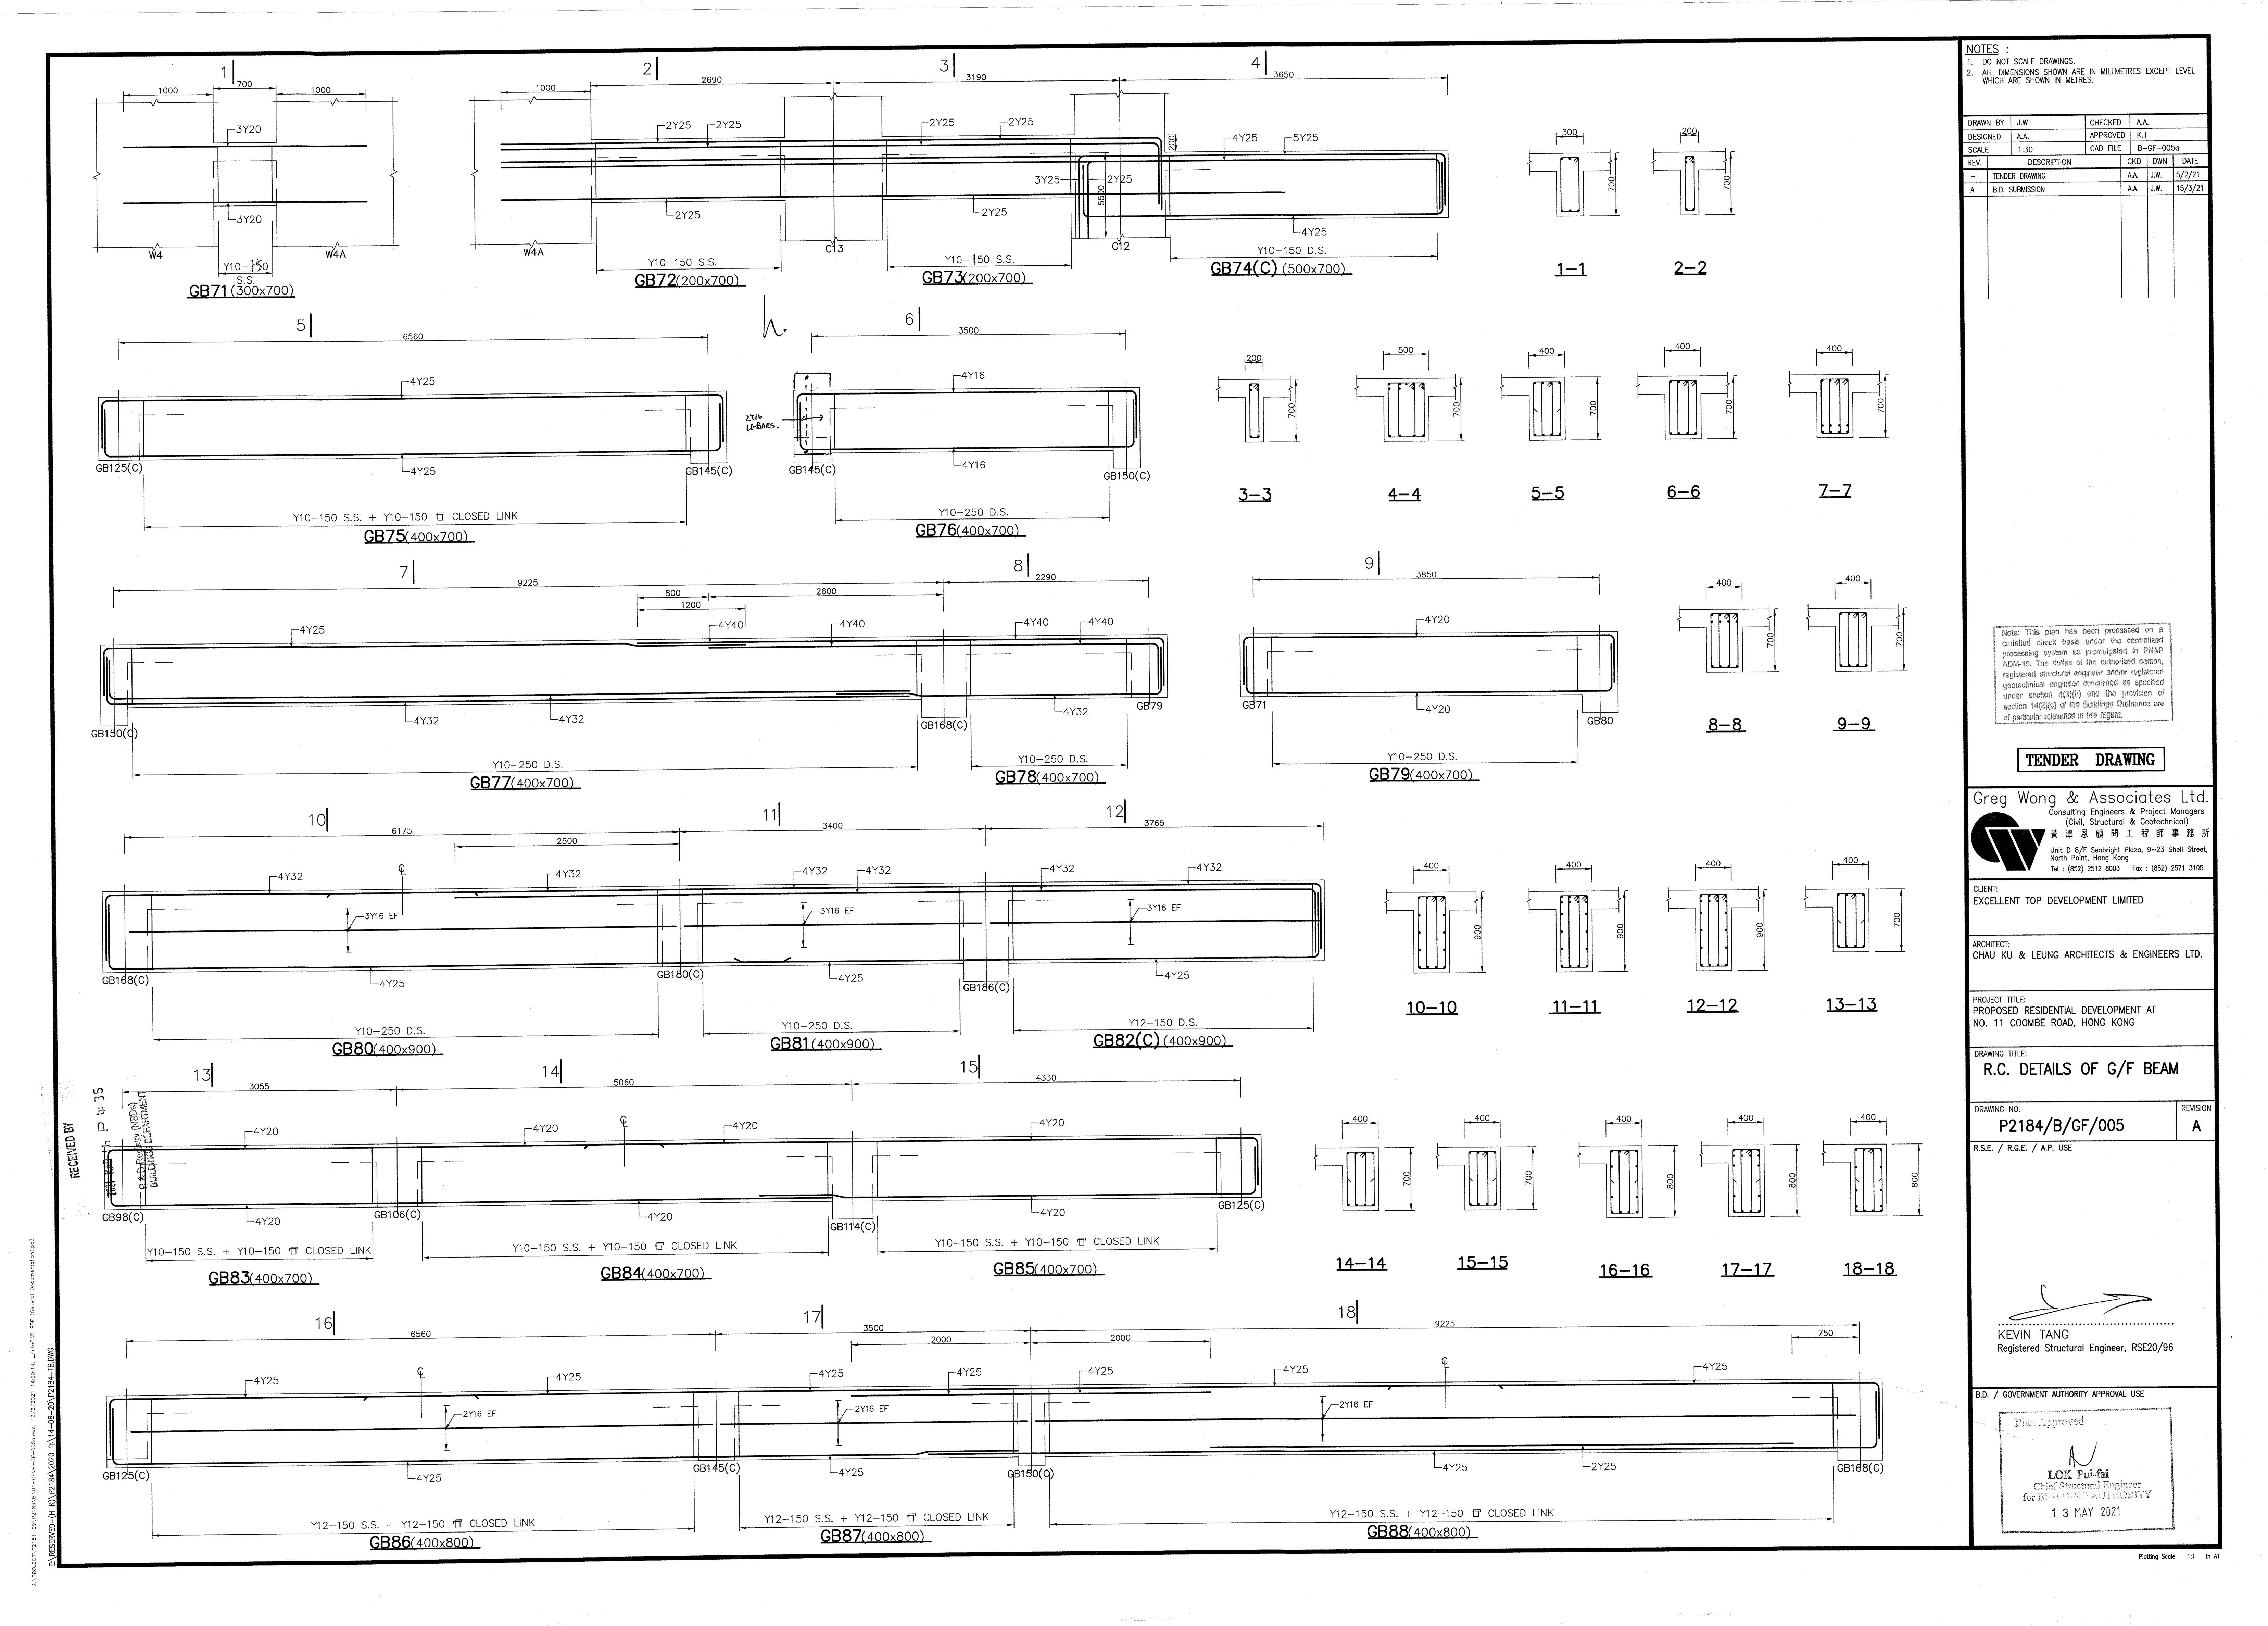 1
700
1000
1000
3Y20
3Y20
W4
W4A
Y10-150
S.S.
GB71(300x700)
2
3
4
2690
3190
3650
1000
2Y25
2Y25
2Y25
2Y25
200
4Y25
5Y25
3Y25
2Y25
2Y25
2Y25
4Y25
W4A
C13
C12
Y10-150 S.S.
Y10-150 S.S.
Y10-150 D.S.
GB72(200x700)
GB73(200x700)
GB74(C)(500x700)
300
700
1-1
200
700
2-2
h.
5
6560
4Y25
4Y25
GB125(C)
GB145(C)
Y10-150 S.S. + Y10-150 CLOSED LINK
GB75(400x700)
6
3500
4Y16
2Y16
U-BARS.
4Y16
GB145(C)
GB150(C)
Y10-250 D.S.
GB76(400x700)
200
700
3-3
500
700
4-4
400
700
5-5
400
700
6-6
400
700
7-7
7
8
9225
2290
800
2600
1200
4Y25
4Y40
4Y40
4Y40
4Y40
4Y32
4Y32
4Y32
GB150(C)
GB168(C)
GB79
Y10-250 D.S.
Y10-250 D.S.
GB77(400x700)
GB78(400x700)
9
3850
4Y20
4Y20
GB71
GB80
Y10-250 D.S.
GB79(400x700)
400
700
8-8
400
700
9-9
10
11
12
6175
3400
3765
2500
4Y32
℄
4Y32
4Y32
4Y32
4Y32
4Y32
3Y16 EF
3Y16 EF
3Y16 EF
4Y25
4Y25
4Y25
GB168(C)
GB180(C)
GB186(C)
Y10-250 D.S.
Y10-250 D.S.
Y12-150 D.S.
GB80(400x900)
GB81(400x900)
GB82(C)(400x900)
400
900
10-10
400
900
11-11
400
900
12-12
400
700
13-13
13
14
15
3055
5060
4330
4Y20
4Y20
℄
4Y20
4Y20
4Y20
4Y20
4Y20
GB98(C)
GB106(C)
GB114(C)
GB125(C)
Y10-150 S.S. + Y10-150 CLOSED LINK
Y10-150 S.S. + Y10-150 CLOSED LINK
Y10-150 S.S. + Y10-150 CLOSED LINK
GB83(400x700)
GB84(400x700)
GB85(400x700)
RECEIVED BY
P 4:35
R & D Registry (NBDs)
BUILDINGS DEPARTMENT
400
700
14-14
400
700
15-15
400
800
16-16
400
800
17-17
400
800
18-18
16
17
18
6560
3500
9225
2000
2000
750
4Y25
℄
4Y25
4Y25
4Y25
4Y25
4Y25
℄
4Y25
2Y16 EF
2Y16 EF
2Y16 EF
4Y25
4Y25
4Y25
2Y25
GB125(C)
GB145(C)
GB150(C)
GB168(C)
Y12-150 S.S. + Y12-150 CLOSED LINK
Y12-150 S.S. + Y12-150 CLOSED LINK
Y12-150 S.S. + Y12-150 CLOSED LINK
GB86(400x800)
GB87(400x800)
GB88(400x800)
E:\RESERVED-(H K)\P2184\2020 年\14-08-20\P2184-TB.DWG
NOTES :
1. DO NOT SCALE DRAWINGS.
2. ALL DIMENSIONS SHOWN ARE IN MILLMETRES EXCEPT LEVEL
WHICH ARE SHOWN IN METRES.
DRAWN BY J.W CHECKED A.A.
DESIGNED A.A. APPROVED K.T
SCALE 1:30 CAD FILE B-GF-005a
REV. DESCRIPTION CKD DWN DATE
- TENDER DRAWING A.A. J.W. 5/2/21
A B.D. SUBMISSION A.A. J.W. 15/3/21
Note: This plan has been processed on a
curtailed check basis under the centralized
processing system as promulgated in PNAP
ADM-19. The duties of the authorized person,
registered structural engineer and/or registered
geotechnical engineer concerned as specified
under section 4(3)(b) and the provision of
section 14(2)(c) of the Buildings Ordinance are
of particular relevance in this regard.
TENDER DRAWING
Greg Wong & Associates Ltd.
Consulting Engineers & Project Managers
(Civil, Structural & Geotechnical)
黃澤恩顧問工程師事務所
Unit D 8/F Seabright Plaza, 9~23 Shell Street,
North Point, Hong Kong
Tel : (852) 2512 8003 Fax : (852) 2571 3105
CLIENT:
EXCELLENT TOP DEVELOPMENT LIMITED
ARCHITECT:
CHAU KU & LEUNG ARCHITECTS & ENGINEERS LTD.
PROJECT TITLE:
PROPOSED RESIDENTIAL DEVELOPMENT AT
NO. 11 COOMBE ROAD, HONG KONG
DRAWING TITLE:
R.C. DETAILS OF G/F BEAM
DRAWING NO.
P2184/B/GF/005
REVISION
A
R.S.E. / R.G.E. / A.P. USE
KEVIN TANG
Registered Structural Engineer, RSE20/96
B.D. / GOVERNMENT AUTHORITY APPROVAL USE
Plan Approved
LOK Pui-fai
Chief Structural Engineer
for BUILDING AUTHORITY
13 MAY 2021
Plotting Scale 1:1 in A1